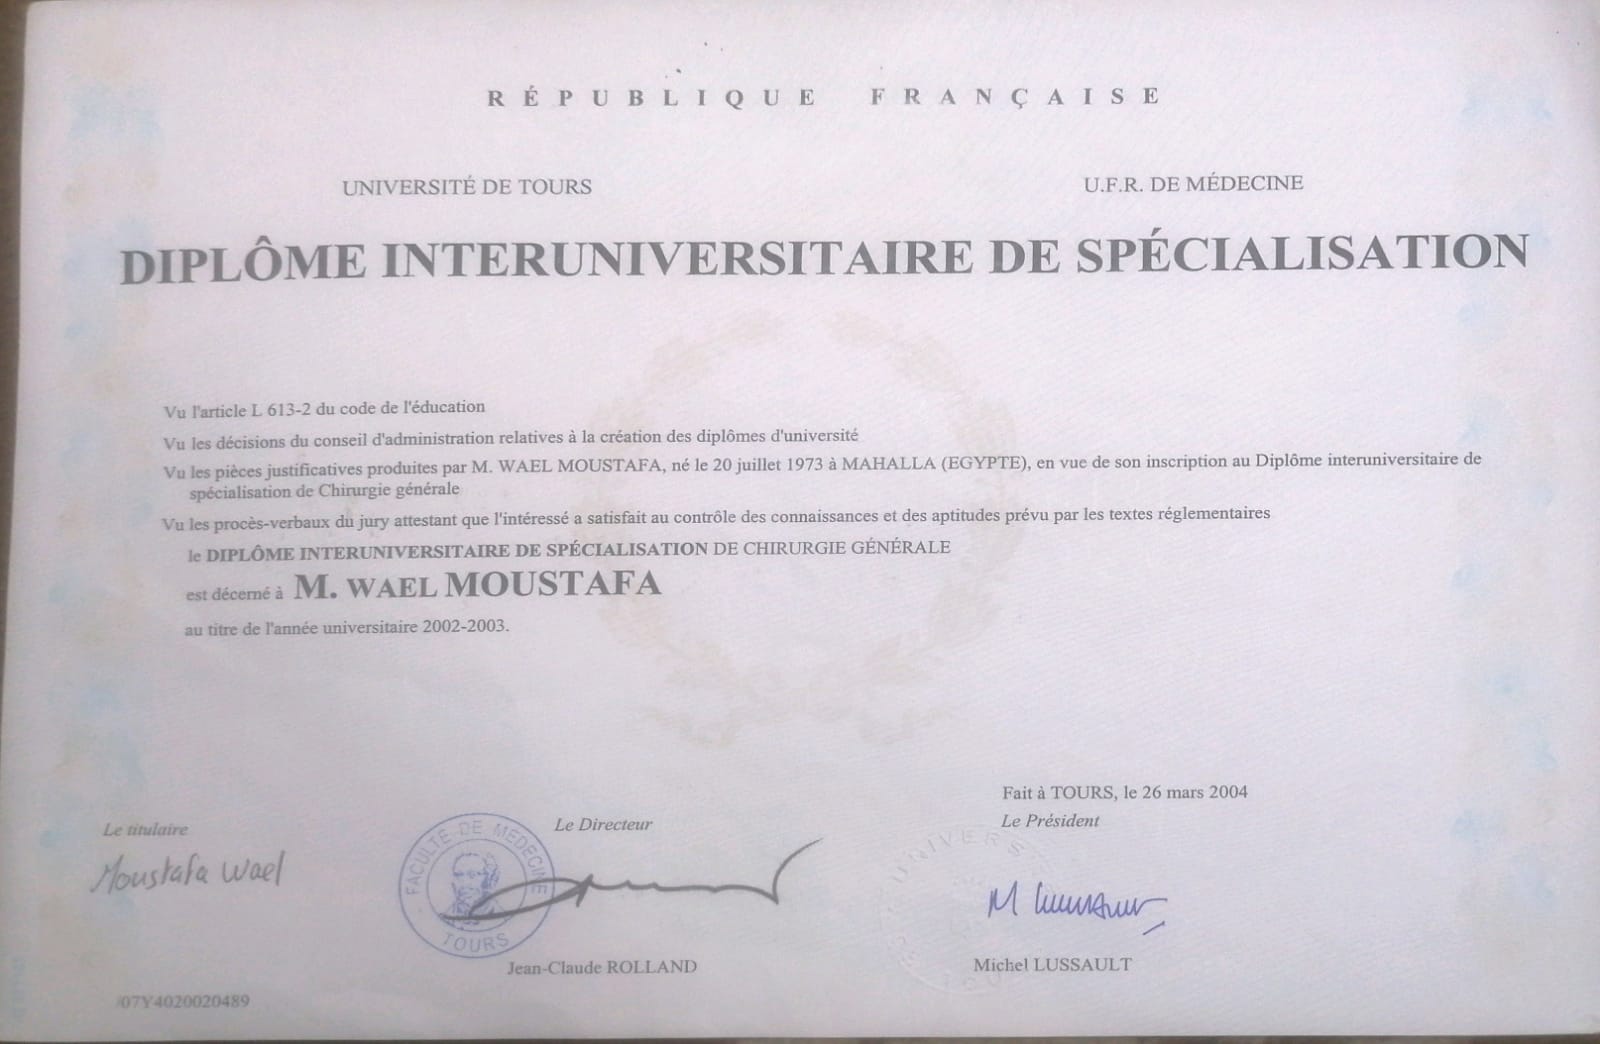 RÉPUBLIQUE FRANÇAISE
UNIVERSITÉ DE TOURS
U.F.R. DE MÉDECINE
DIPLÔME INTERUNIVERSITAIRE DE SPÉCIALISATION
Vu l'article L 613-2 du code de l'éducation
Vu les décisions du conseil d'administration relatives à la création des diplômes d'université
Vu les pièces justificatives produites par M. WAEL MOUSTAFA, né le 20 juillet 1973 à MAHALLA (EGYPTE), en vue de son inscription au Diplôme interuniversitaire de
spécialisation de Chirurgie générale
Vu les procès-verbaux du jury attestant que l'intéressé a satisfait au contrôle des connaissances et des aptitudes prévu par les textes réglementaires
le DIPLÔME INTERUNIVERSITAIRE DE SPÉCIALISATION DE CHIRURGIE GÉNÉRALE
est décerné à M. WAEL MOUSTAFA
au titre de l'année universitaire 2002-2003.
Fait à TOURS, le 26 mars 2004
Le titulaire
Le Directeur
Le Président
Moustafa Wael
FACULTÉ DE MÉDECINE
TOURS
M Lussault
Jean-Claude ROLLAND
Michel LUSSAULT
/07Y4020020489